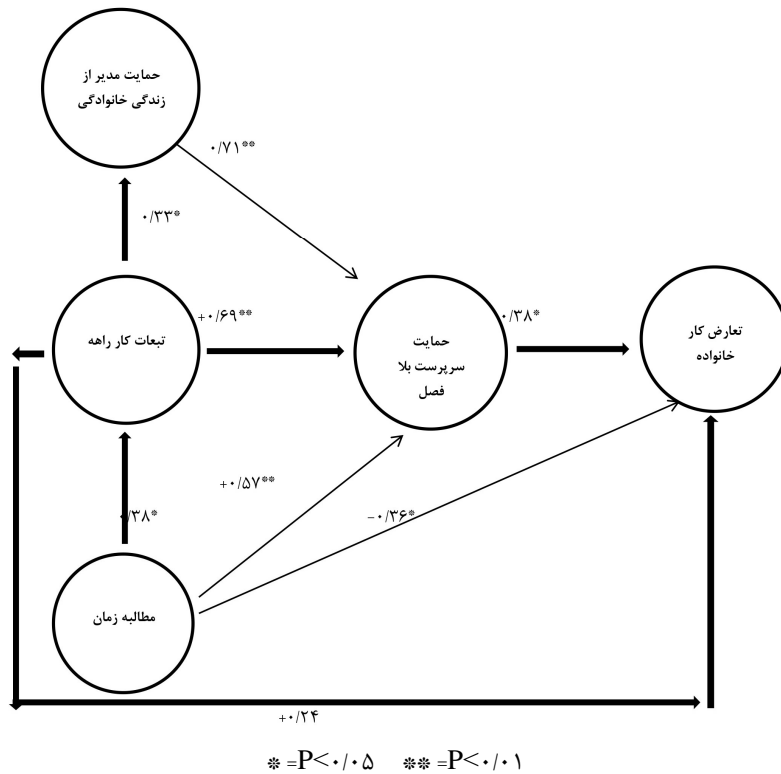 حمایت مدیر از
زندگی خانوادگی
۰/۷۱**
۰/۳۳*
+۰/۶۹**
تبعات کار راهه
حمایت
سرپرست بلا
فصل
۰/۳۸*
تعارض کار
خانواده
+۰/۵۷**
۰/۳۸*
-۰/۳۶*
مطالبه زمان
+۰/۲۴
* =P<۰/۰۵ ** =P<۰/۰۱